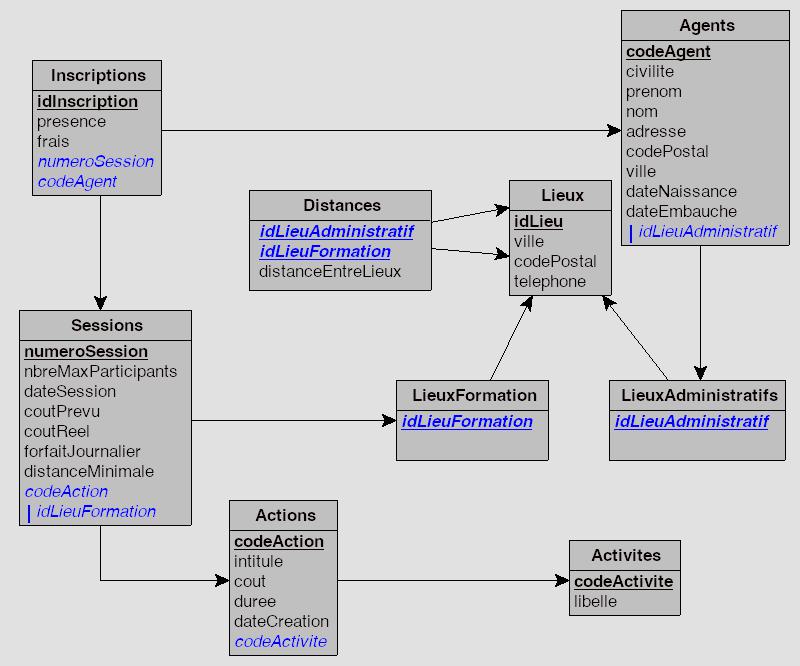 Agents
codeAgent
civilite
prenom
nom
adresse
codePostal
ville
dateNaissance
dateEmbauche
| idLieuAdministratif
Inscriptions
idInscription
presence
frais
numeroSession
codeAgent
Distances
idLieuAdministratif
idLieuFormation
distanceEntreLieux
Lieux
idLieu
ville
codePostal
telephone
Sessions
numeroSession
nbreMaxParticipants
dateSession
coutPrevu
coutReel
forfaitJournalier
distanceMinimale
codeAction
| idLieuFormation
LieuxFormation
idLieuFormation
LieuxAdministratifs
idLieuAdministratif
Actions
codeAction
intitule
cout
duree
dateCreation
codeActivite
Activites
codeActivite
libelle